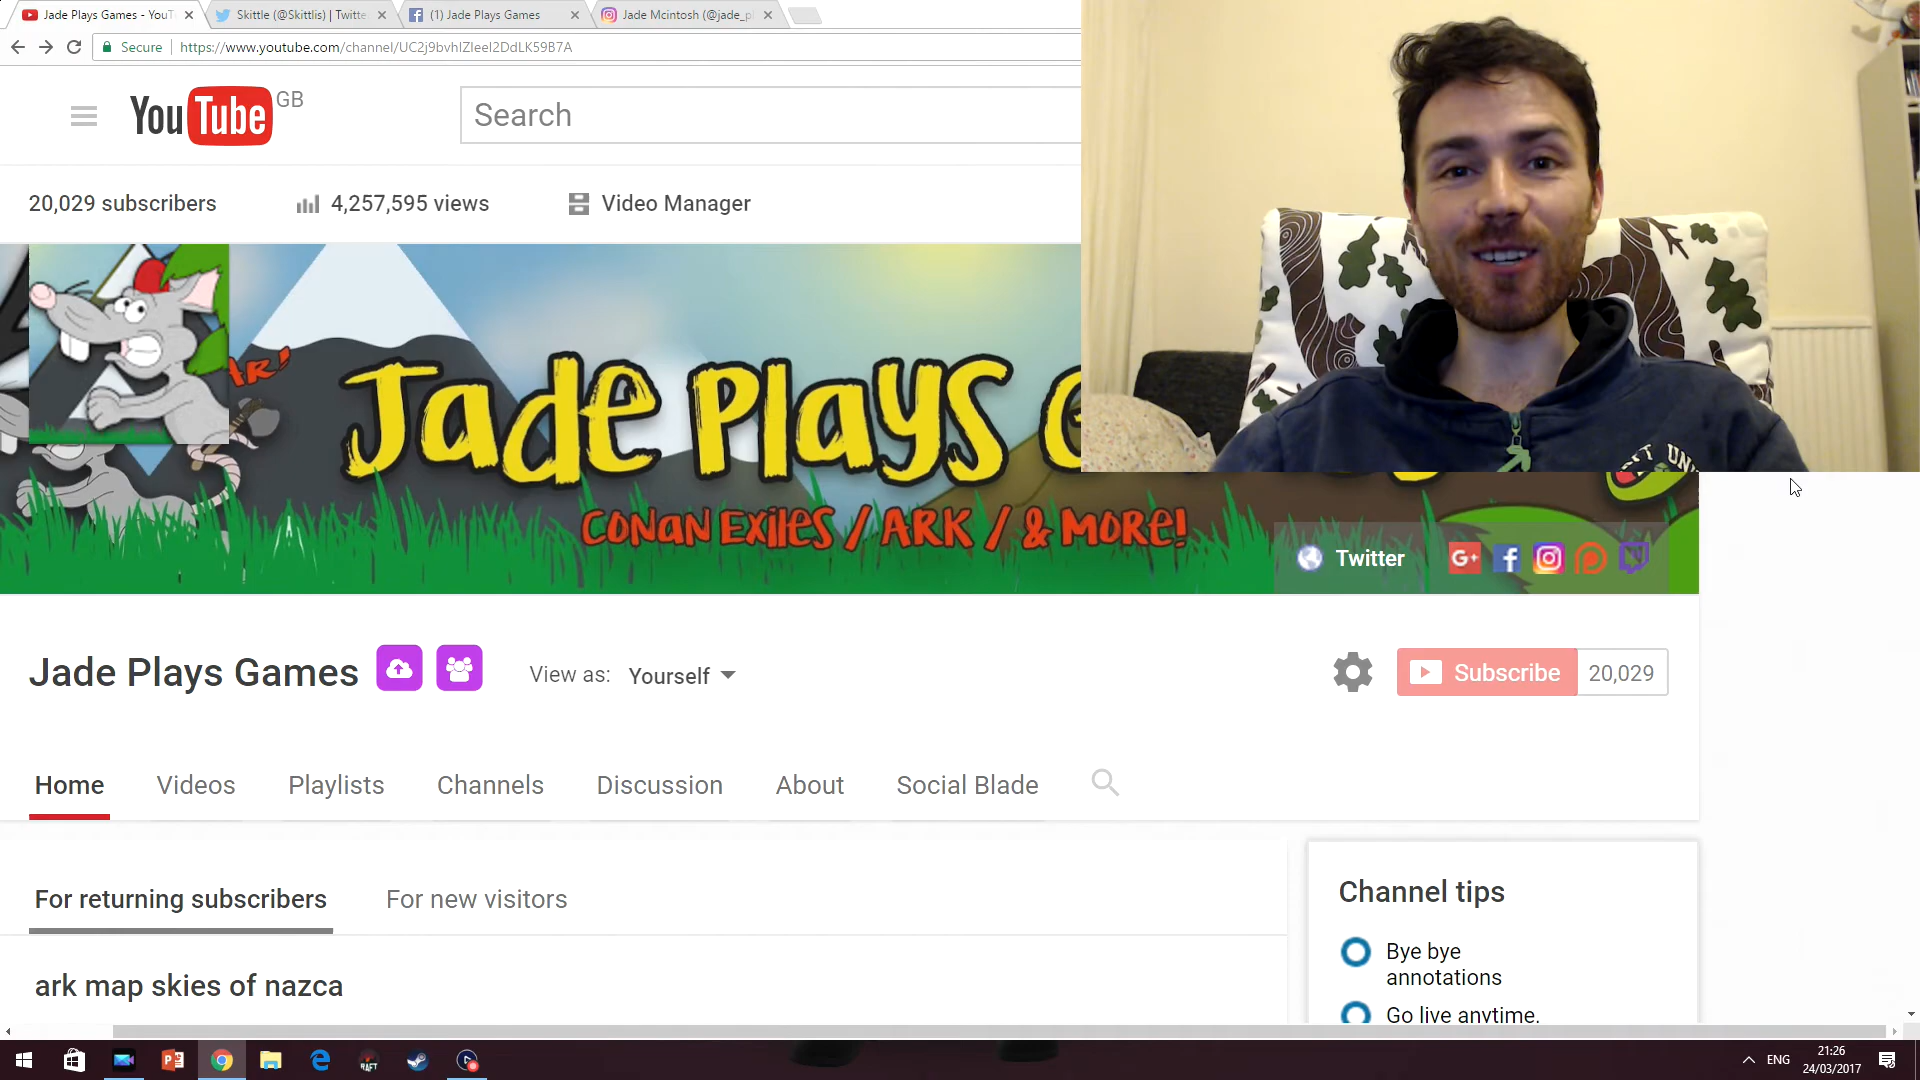 Jade Plays Games - YouT
Skittle (@Skittlis) | Twitte
(1) Jade Plays Games
Jade Mcintosh (@jade_pl
Secure
https://www.youtube.com/channel/UC2j9bvhIZIeel2DdLK59B7A
YouTube GB
Search
20,029 subscribers
4,257,595 views
Video Manager
AR!
Jade Plays G
CONAN EXILES / ARK / & MORE!
Twitter
G+
Jade Plays Games
View as: Yourself
Subscribe 20,029
Home
Videos
Playlists
Channels
Discussion
About
Social Blade
For returning subscribers
For new visitors
Channel tips
Bye bye
annotations
ark map skies of nazca
Go live anytime.
RAFT
ENG
21:26
24/03/2017